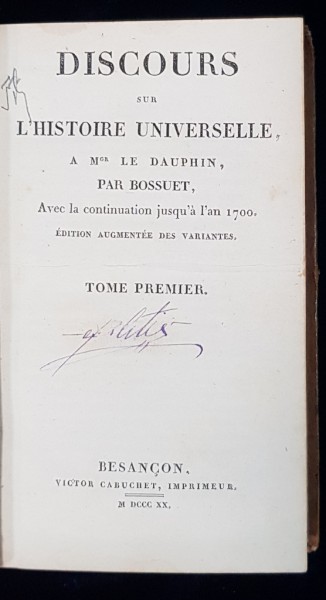 DISCOURS
SUR
L'HISTOIRE UNIVERSELLE,
A MGR LE DAUPHIN,
PAR BOSSUET,
Avec la continuation jusqu'à l'an 1700.
ÉDITION AUGMENTÉE DES VARIANTES.
TOME PREMIER.
BESANÇON,
VICTOR CABUCHET, IMPRIMEUR.
M DCCC XX.